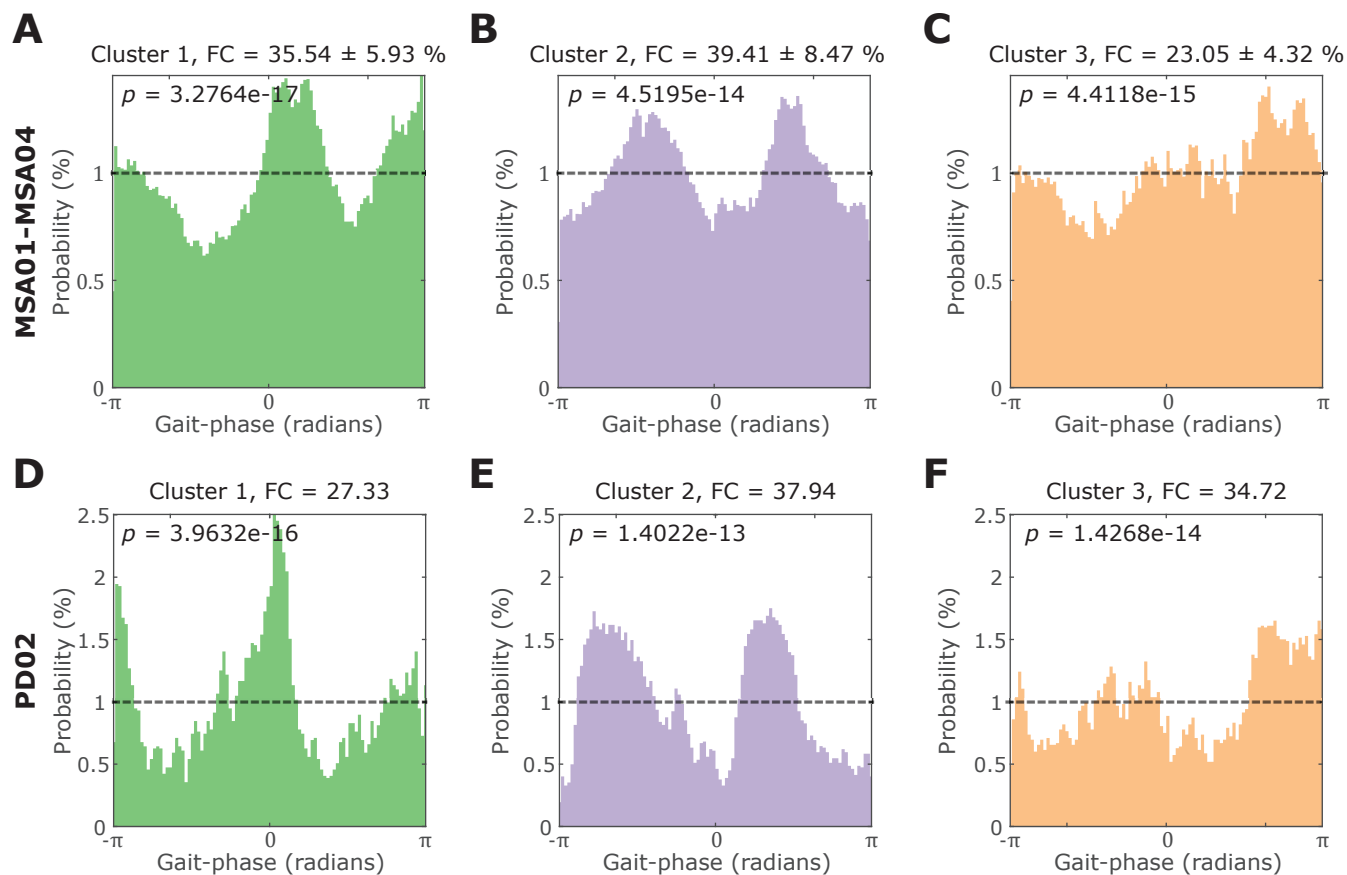 A
Cluster 1, FC = 35.54 ± 5.93 %
p = 3.2764e-17
MSA01-MSA04
Probability (%)
1
0.5
0
-π
0
π
Gait-phase (radians)
B
Cluster 2, FC = 39.41 ± 8.47 %
p = 4.5195e-14
Probability (%)
1
0.5
0
-π
0
π
Gait-phase (radians)
C
Cluster 3, FC = 23.05 ± 4.32 %
p = 4.4118e-15
Probability (%)
1
0.5
0
-π
0
π
Gait-phase (radians)
D
Cluster 1, FC = 27.33
p = 3.9632e-16
PD02
Probability (%)
2.5
2
1.5
1
0.5
0
-π
0
π
Gait-phase (radians)
E
Cluster 2, FC = 37.94
p = 1.4022e-13
Probability (%)
2.5
2
1.5
1
0.5
0
-π
0
π
Gait-phase (radians)
F
Cluster 3, FC = 34.72
p = 1.4268e-14
Probability (%)
2.5
2
1.5
1
0.5
0
-π
0
π
Gait-phase (radians)